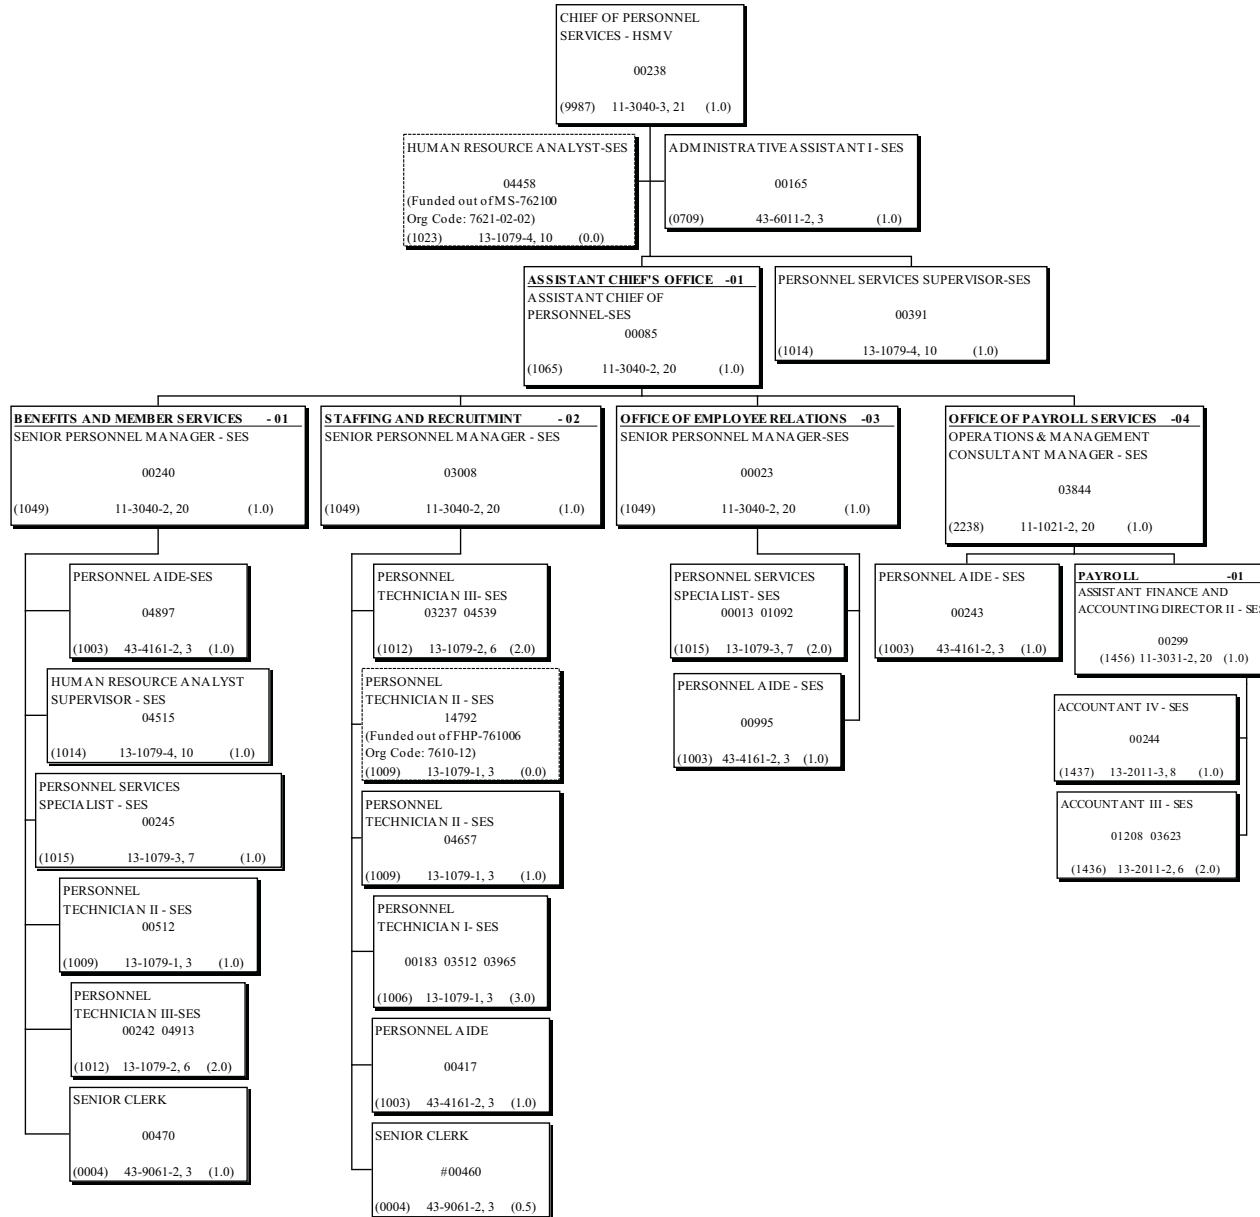 CHIEF OF PERSONNEL
SERVICES - HSMV
00238
(9987) 11-3040-3, 21 (1.0)
HUMAN RESOURCE ANALYST-SES
04458
(Funded out of MS-762100
Org Code: 7621-02-02)
(1023) 13-1079-4, 10 (0.0)
ADMINISTRATIVE ASSISTANT I - SES
00165
(0709) 43-6011-2, 3 (1.0)
ASSISTANT CHIEF'S OFFICE -01
ASSISTANT CHIEF OF
PERSONNEL-SES
00085
(1065) 11-3040-2, 20 (1.0)
PERSONNEL SERVICES SUPERVISOR-SES
00391
(1014) 13-1079-4, 10 (1.0)
BENEFITS AND MEMBER SERVICES - 01
SENIOR PERSONNEL MANAGER - SES
00240
(1049) 11-3040-2, 20 (1.0)
STAFFING AND RECRUITMINT - 02
SENIOR PERSONNEL MANAGER - SES
03008
(1049) 11-3040-2, 20 (1.0)
OFFICE OF EMPLOYEE RELATIONS -03
SENIOR PERSONNEL MANAGER-SES
00023
(1049) 11-3040-2, 20 (1.0)
OFFICE OF PAYROLL SERVICES -04
OPERATIONS & MANAGEMENT
CONSULTANT MANAGER - SES
03844
(2238) 11-1021-2, 20 (1.0)
PERSONNEL AIDE-SES
04897
(1003) 43-4161-2, 3 (1.0)
HUMAN RESOURCE ANALYST
SUPERVISOR - SES
04515
(1014) 13-1079-4, 10 (1.0)
PERSONNEL SERVICES
SPECIALIST - SES
00245
(1015) 13-1079-3, 7 (1.0)
PERSONNEL
TECHNICIAN II - SES
00512
(1009) 13-1079-1, 3 (1.0)
PERSONNEL
TECHNICIAN III-SES
00242 04913
(1012) 13-1079-2, 6 (2.0)
SENIOR CLERK
00470
(0004) 43-9061-2, 3 (1.0)
PERSONNEL
TECHNICIAN III- SES
03237 04539
(1012) 13-1079-2, 6 (2.0)
PERSONNEL
TECHNICIAN II - SES
14792
(Funded out of FHP-761006
Org Code: 7610-12)
(1009) 13-1079-1, 3 (0.0)
PERSONNEL
TECHNICIAN II - SES
04657
(1009) 13-1079-1, 3 (1.0)
PERSONNEL
TECHNICIAN I- SES
00183 03512 03965
(1006) 13-1079-1, 3 (3.0)
PERSONNEL AIDE
00417
(1003) 43-4161-2, 3 (1.0)
SENIOR CLERK
#00460
(0004) 43-9061-2, 3 (0.5)
PERSONNEL SERVICES
SPECIALIST- SES
00013 01092
(1015) 13-1079-3, 7 (2.0)
PERSONNEL AIDE - SES
00995
(1003) 43-4161-2, 3 (1.0)
PERSONNEL AIDE - SES
00243
(1003) 43-4161-2, 3 (1.0)
PAYROLL -01
ASSISTANT FINANCE AND
ACCOUNTING DIRECTOR II - SES
00299
(1456) 11-3031-2, 20 (1.0)
ACCOUNTANT IV - SES
00244
(1437) 13-2011-3, 8 (1.0)
ACCOUNTANT III - SES
01208 03623
(1436) 13-2011-2, 6 (2.0)